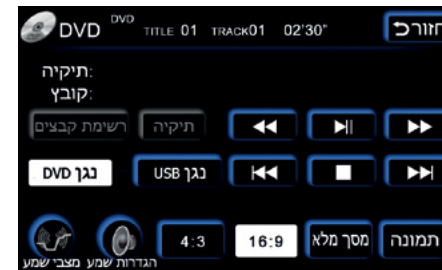 DVD DVD TITLE 01 TRACK01 02'30" חזור
תיקיה:
קובץ:
רשימת קבצים תיקיה
נגן DVD נגן USB
4:3 16:9 מסך מלא תמונה
מצבי שמע הגדרות שמע